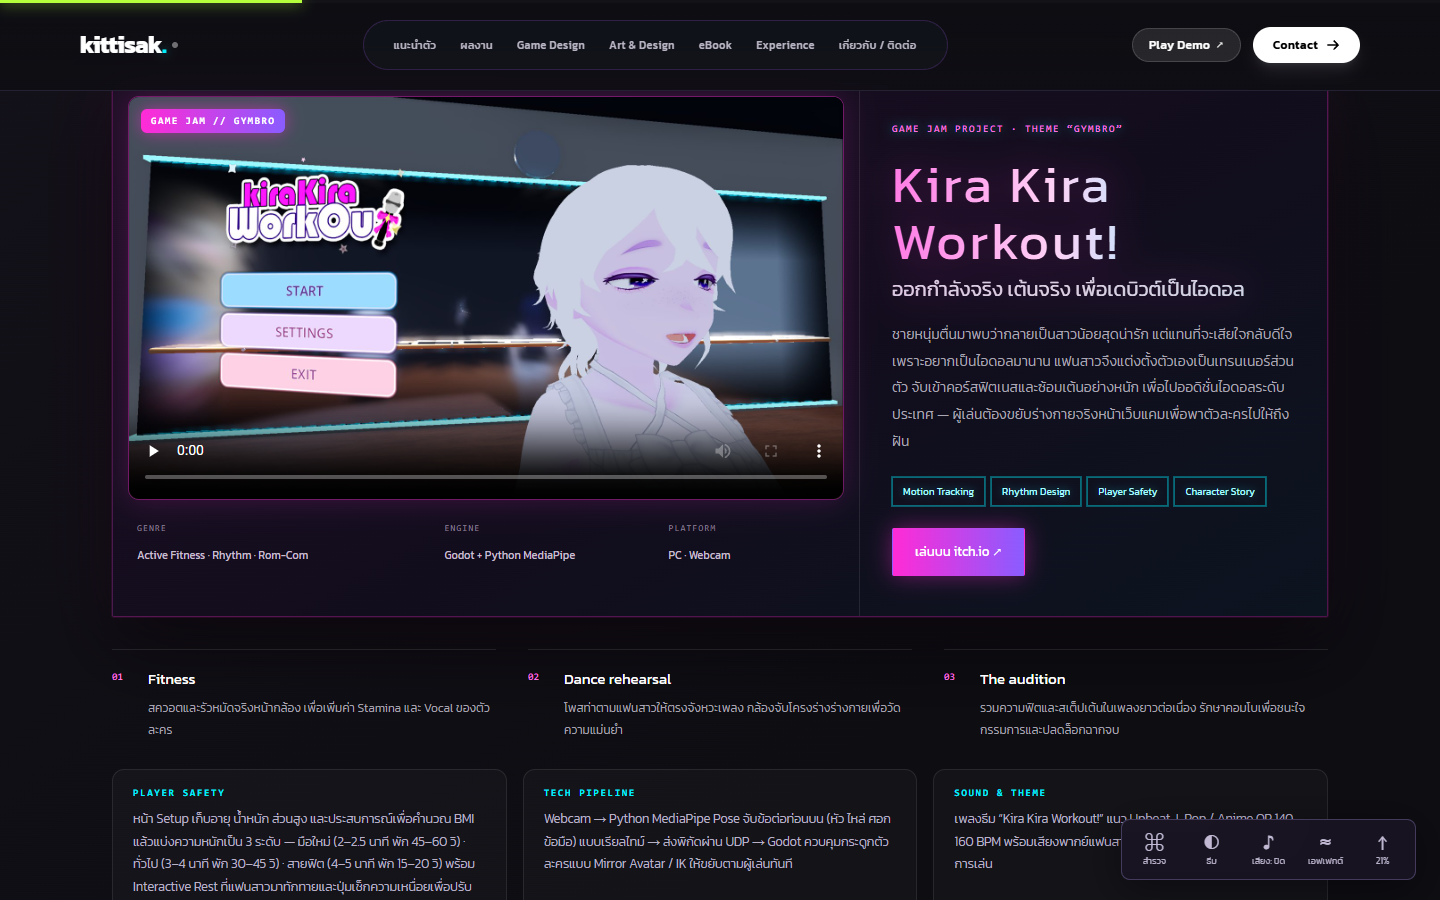 kittisak.
แนะนำตัว
ผลงาน
Game Design
Art & Design
eBook
Experience
เกี่ยวกับ / ติดต่อ
Play Demo ↗
Contact →
GAME JAM // GYMBRO
kiraKira
WorkOut
START
SETTINGS
EXIT
0:00
GENRE
Active Fitness · Rhythm · Rom-Com
ENGINE
Godot + Python MediaPipe
PLATFORM
PC · Webcam
GAME JAM PROJECT · THEME “GYMBRO”
Kira Kira
Workout!
ออกกำลังจริง เต้นจริง เพื่อเดบิวต์เป็นไอดอล
ชายหนุ่มตื่นมาพบว่ากลายเป็นสาวน้อยสุดน่ารัก แต่แทนที่จะเสียใจกลับดีใจ
เพราะอยากเป็นไอดอลมานาน แฟนสาวจึงแต่งตั้งตัวเองเป็นเทรนเนอร์ส่วน
ตัว จับเข้าคอร์สฟิตเนสและซ้อมเต้นอย่างหนัก เพื่อไปออดิชั่นไอดอลระดับ
ประเทศ — ผู้เล่นต้องขยับร่างกายจริงหน้าเว็บแคมเพื่อพาตัวละครไปให้ถึง
ฝัน
Motion Tracking
Rhythm Design
Player Safety
Character Story
เล่นบน itch.io ↗
01
Fitness
สควอตและรัวหมัดจริงหน้ากล้อง เพื่อเพิ่มค่า Stamina และ Vocal ของตัว
ละคร
02
Dance rehearsal
โพสท่าตามแฟนสาวให้ตรงจังหวะเพลง กล้องจับโครงร่างร่างกายเพื่อวัด
ความแม่นยำ
03
The audition
รวมความฟิตและสเต็ปเต้นในเพลงยาวต่อเนื่อง รักษาคอมโบเพื่อชนะใจ
กรรมการและปลดล็อกฉากจบ
PLAYER SAFETY
หน้า Setup เก็บอายุ น้ำหนัก ส่วนสูง และประสบการณ์เพื่อคำนวณ BMI
แล้วแบ่งความหนักเป็น 3 ระดับ — มือใหม่ (2–2.5 นาที พัก 45–60 วิ) ·
ทั่วไป (3–4 นาที พัก 30–45 วิ) · สายฟิต (4–5 นาที พัก 15–20 วิ) พร้อม
Interactive Rest ที่แฟนสาวมาทักทายและปุ่มเช็กความเหนื่อยเพื่อปรับ
TECH PIPELINE
Webcam → Python MediaPipe Pose จับข้อต่อท่อนบน (หัว ไหล่ ศอก
ข้อมือ) แบบเรียลไทม์ → ส่งพิกัดผ่าน UDP → Godot ควบคุมกระดูกตัว
ละครแบบ Mirror Avatar / IK ให้ขยับตามผู้เล่นทันที
SOUND & THEME
เพลงธีม “Kira Kira Workout!” แนว Upbeat J-Pop / Anime OP 140
160 BPM พร้อมเสียงพากย์แฟนสา
การเล่น
สำรวจ
ธีม
เสียง: ปิด
เอฟเฟกต์
21%